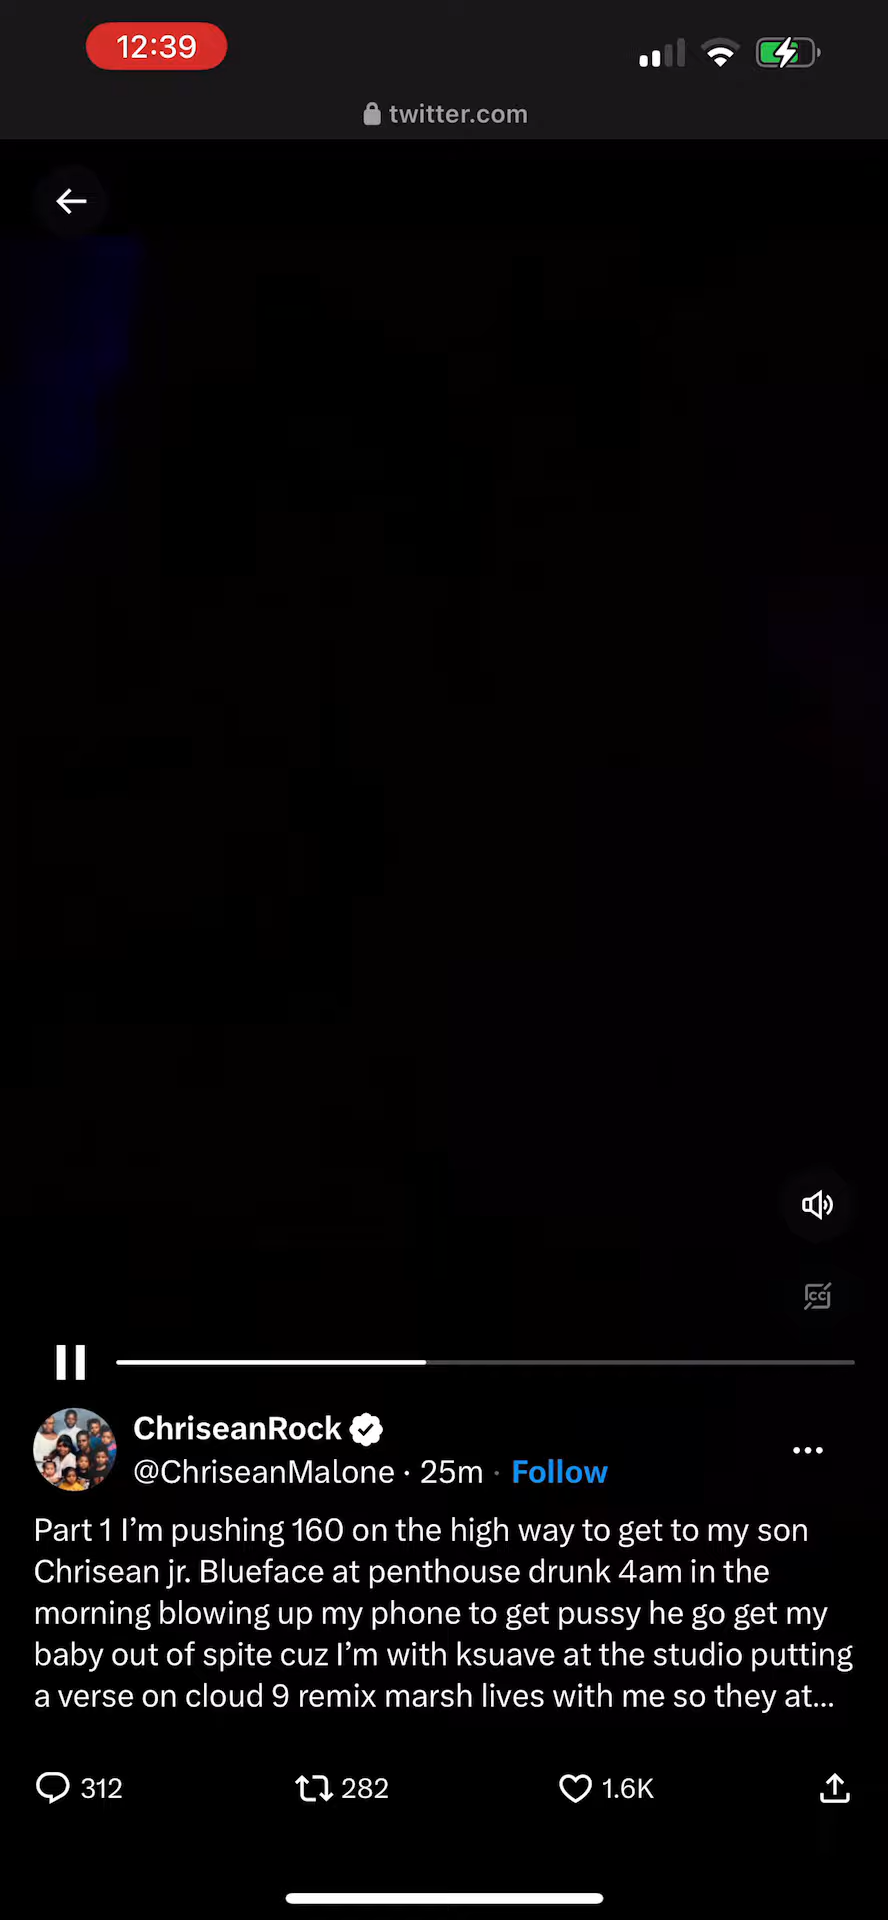 12:39
twitter.com
CC
ChriseanRock
@ChriseanMalone · 25m · Follow
Part 1 I’m pushing 160 on the high way to get to my son
Chrisean jr. Blueface at penthouse drunk 4am in the
morning blowing up my phone to get pussy he go get my
baby out of spite cuz I’m with ksuave at the studio putting
a verse on cloud 9 remix marsh lives with me so they at...
312
282
1.6K